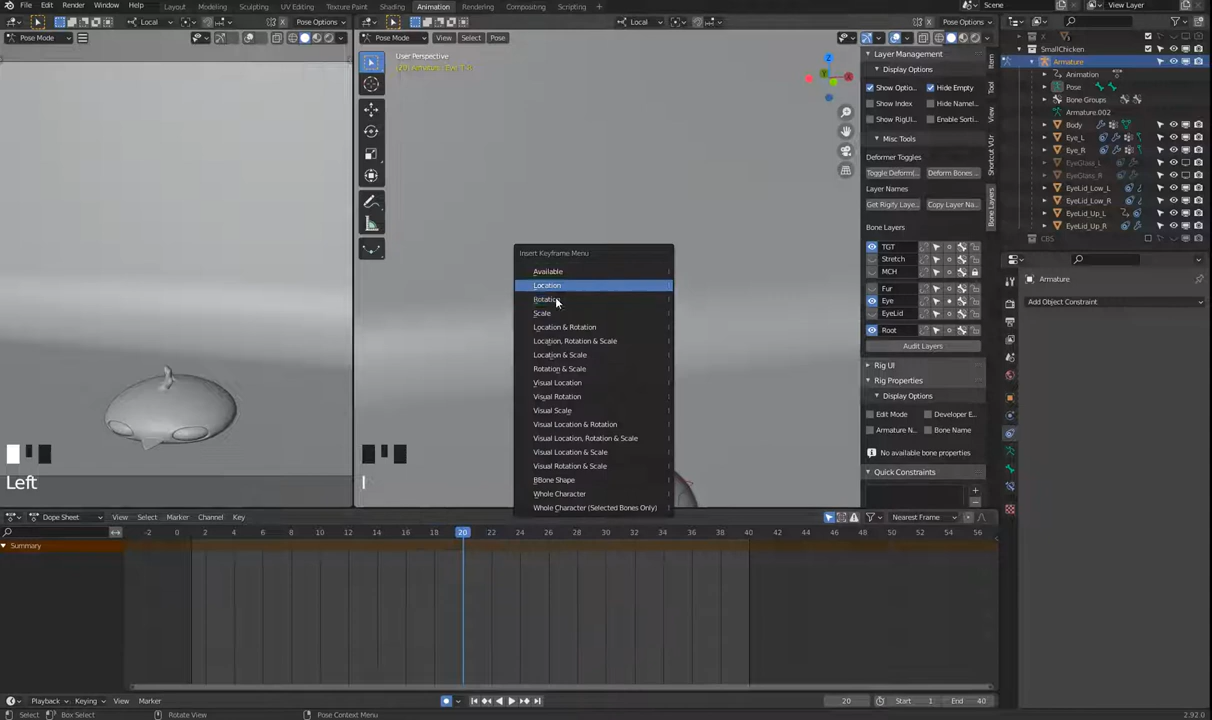 File Edit Render Window Help Layout Modeling Sculpting UV Editing Texture Paint Shading Animation Rendering Compositing Scripting Scene View Layer
Local Pose Options Local Pose Options
Pose Mode Pose Mode View Select Pose
User Perspective
Layer Management
Display Options
Show Optio... Hide Empty
Show Index Hide Namel...
Show RigUI Enable Sorti...
Misc Tools
Deformer Toggles
Toggle Deform(... Deform Bones ...
Layer Names
Get Rigify Laye... Copy Layer Na...
Bone Layers
TGT
Stretch
MCH
Fur
Eye
EyeLid
Root
Audit Layers
Rig UI
Rig Properties
Display Options
Edit Mode Developer E...
Armature N... Bone Name
No available bone properties
Quick Constraints
Item
Tool
View
Shortcut VUr
Bone Layers
X
SmallChicken
Armature
Animation
Pose
Bone Groups
Armature.002
Body
Eye_L
Eye_R
EyeGlass_L
EyeGlass_R
EyeLid_Low_L
EyeLid_Low_R
EyeLid_Up_L
EyeLid_Up_R
CBS
Armature
Add Object Constraint
Insert Keyframe Menu
Available
Location
Rotation
Scale
Location & Rotation
Location, Rotation & Scale
Location & Scale
Rotation & Scale
Visual Location
Visual Rotation
Visual Scale
Visual Location & Rotation
Visual Location, Rotation & Scale
Visual Location & Scale
Visual Rotation & Scale
BBone Shape
Whole Character
Whole Character (Selected Bones Only)
Left
I
Dope Sheet View Select Marker Channel Key Nearest Frame
-2 0 2 4 6 8 10 12 14 16 18 20 22 24 26 28 30 32 34 36 38 40 42 44 46 48 50 52 54 56
Summary
Playback Keying View Marker 20 Start 1 End 40
Select Box Select Rotate View Pose Context Menu 2.92.0